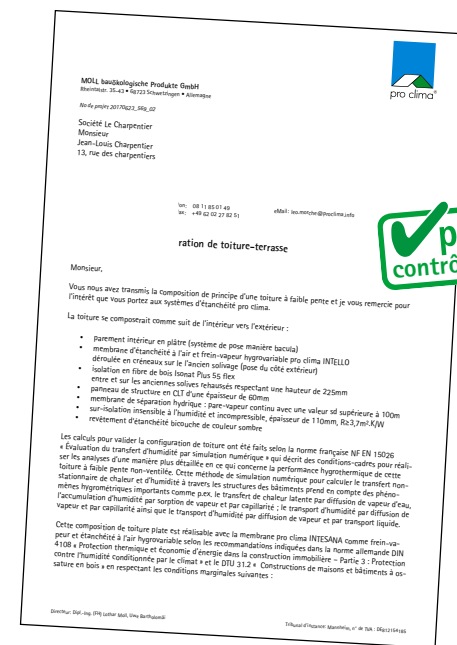 pro clima®
MOLL bauökologische Produkte GmbH
Rheintalstr. 35-43 • 68723 Schwetzingen • Allemagne
No de projet 20170623_569_02
Société Le Charpentier
Monsieur
Jean-Louis Charpentier
13, rue des charpentiers
08 11 85 01 49 eMail: leo.morche@proclima.info
+49 62 02 27 82 51
p
contrô
ration de toiture-terrasse
Monsieur,
Vous nous avez transmis la composition de principe d'une toiture à faible pente et je vous remercie pour
l'intérêt que vous portez aux systèmes d'étanchéité pro clima.
La toiture se composerait comme suit de l'intérieur vers l'extérieur :
• parement intérieur en plâtre (système de pose manière bacula)
• membrane d'étanchéité à l'air et frein-vapeur hygrovariable pro clima INTELLO
déroulée en créneaux sur le ancien solivage (pose du côté extérieur)
• isolation en fibre de bois Isonat Plus 55 flex
entre et sur les anciennes solives rehaussés respectant une hauteur de 225mm
• panneau de structure en CLT d'une épaisseur de 60mm
• membrane de séparation hydrique : pare-vapeur continu avec une valeur sd supérieure à 100m
• sur-isolation insensible à l'humidité et incompressible, épaisseur de 110mm, R≥3,7m².K/W
• revêtement d'étanchéité bicouche de couleur sombre
Les calculs pour valider la configuration de toiture ont été faits selon la norme française NF EN 15026
« Évaluation du transfert d'humidité par simulation numérique » qui décrit des conditions-cadres pour réali-
ser les analyses d'une manière plus détaillée en ce qui concerne la performance hygrothermique de cette
toiture à faible pente non-ventilée. Cette méthode de simulation numérique pour calculer le transfert non-
stationnaire de chaleur et d'humidité à travers les structures des bâtiments prend en compte des phéno-
mènes hygrométriques importants comme p.ex. le transfert de chaleur latente par diffusion de vapeur d'eau,
l'accumulation d'humidité par sorption de vapeur et par capillarité ; le transport d'humidité par diffusion de
vapeur et par capillarité ainsi que le transport d'humidité par diffusion de vapeur et par transport liquide.
Cette composition de toiture plate est réalisable avec la membrane pro clima INTESANA comme frein-va-
peur et étanchéité à l'air hygrovariable selon les recommandations indiquées dans la norme allemande DIN
4108 « Protection thermique et économie d'énergie dans la construction immobilière - Partie 3 : Protection
contre l'humidité conditionnée par le climat » et le DTU 31.2 « Constructions de maisons et bâtiments à os-
sature en bois » en respectant les conditions marginales suivantes :
Directeur: Dipl.-Ing. (FH) Lothar Moll, Uwe Bartholomäi
Tribunal d'instance: Mannheim, n° de TVA :